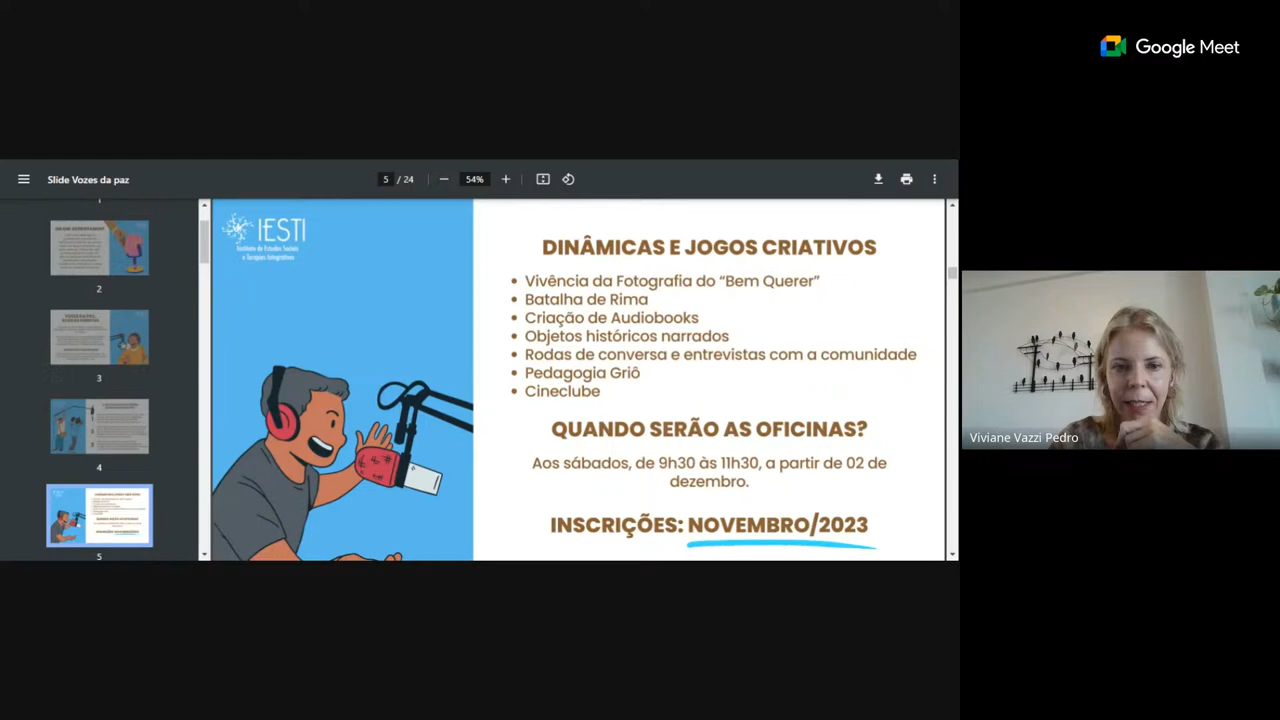 Google Meet
Slide Vozes da paz
5 / 24
54%
2
3
4
5
IESTI
Instituto de Estudos Sociais
e Terapias Integrativas
DINÂMICAS E JOGOS CRIATIVOS
• Vivência da Fotografia do “Bem Querer”
• Batalha de Rima
• Criação de Audiobooks
• Objetos históricos narrados
• Rodas de conversa e entrevistas com a comunidade
• Pedagogia Griô
• Cineclube
QUANDO SERÃO AS OFICINAS?
Aos sábados, de 9h30 às 11h30, a partir de 02 de
dezembro.
INSCRIÇÕES: NOVEMBRO/2023
Viviane Vazzi Pedro